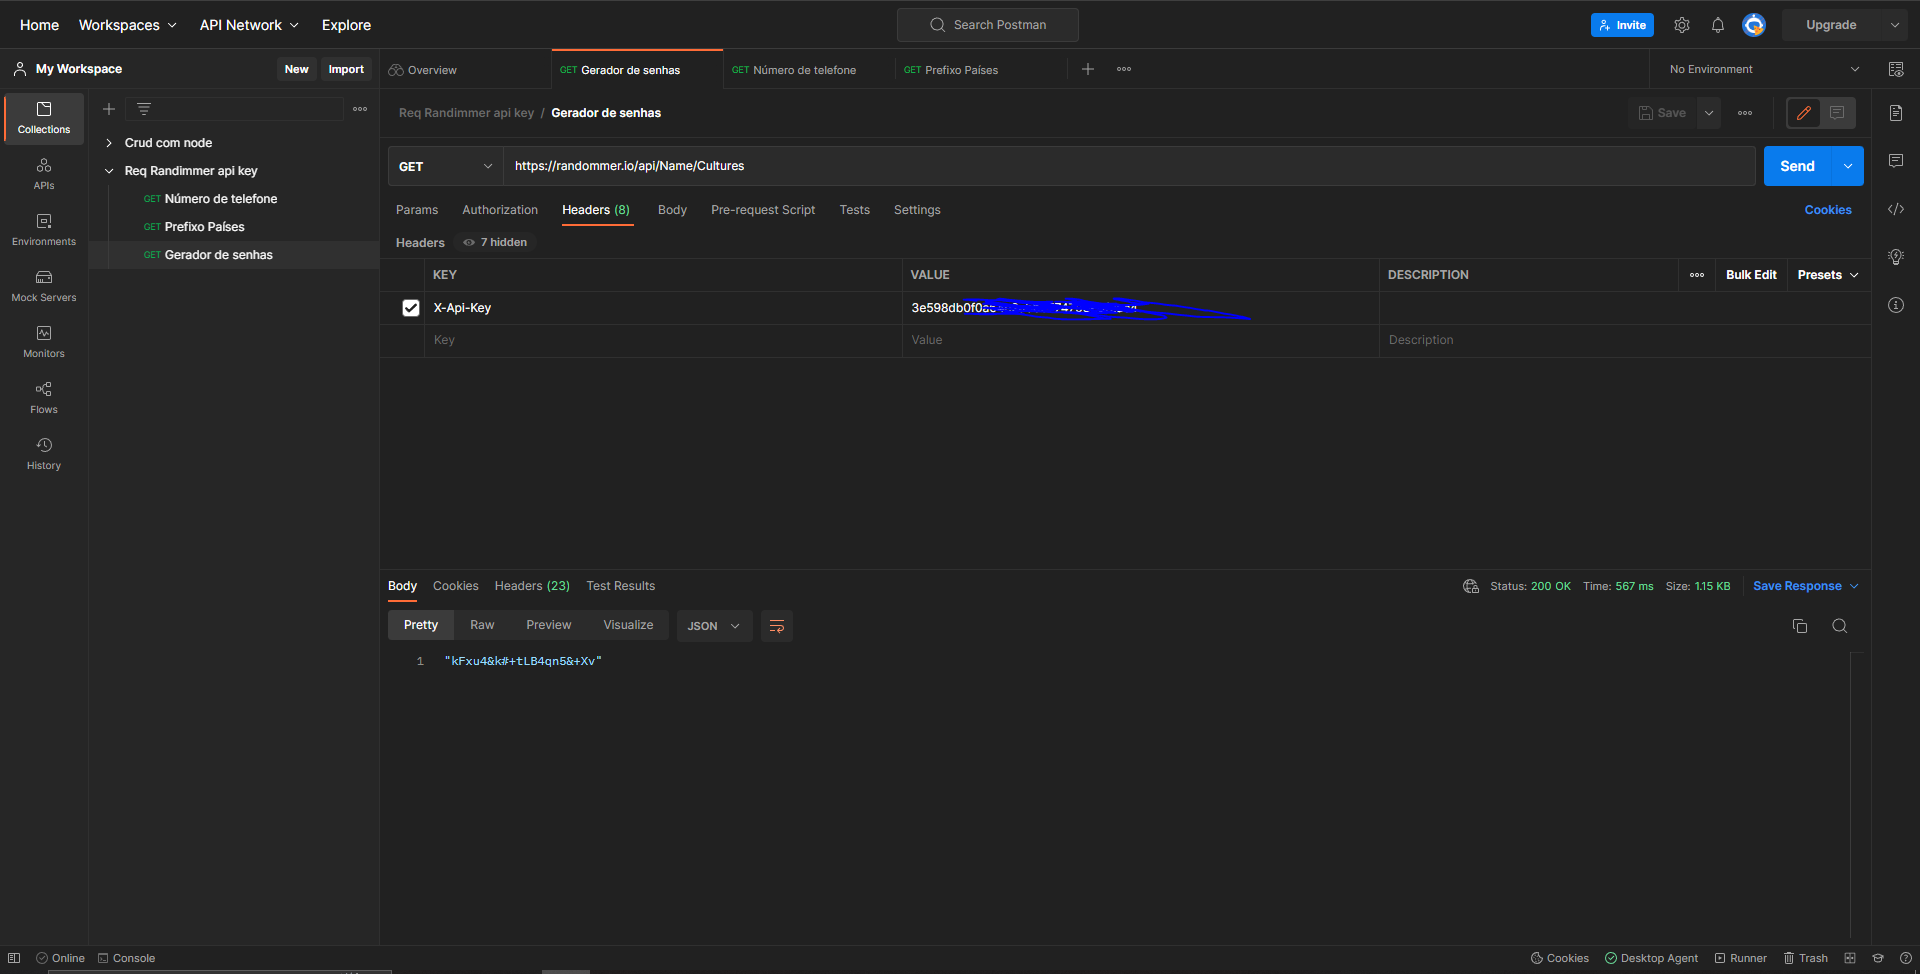 Home Workspaces API Network Explore Search Postman Invite Upgrade
My Workspace New Import Overview GET Gerador de senhas GET Número de telefone GET Prefixo Países No Environment
Collections
APIs
Environments
Mock Servers
Monitors
Flows
History
Crud com node
Req Randimmer api key
GET Número de telefone
GET Prefixo Países
GET Gerador de senhas
Req Randimmer api key / Gerador de senhas Save
GET https://randommer.io/api/Name/Cultures Send
Params Authorization Headers (8) Body Pre-request Script Tests Settings Cookies
Headers 7 hidden
KEY VALUE DESCRIPTION Bulk Edit Presets
X-Api-Key
Key Value Description
Body Cookies Headers (23) Test Results Status: 200 OK Time: 567 ms Size: 1.15 KB Save Response
Pretty Raw Preview Visualize JSON
1 "kFxu4&k#+tLB4qn5&+Xv"
Online Console Cookies Desktop Agent Runner Trash